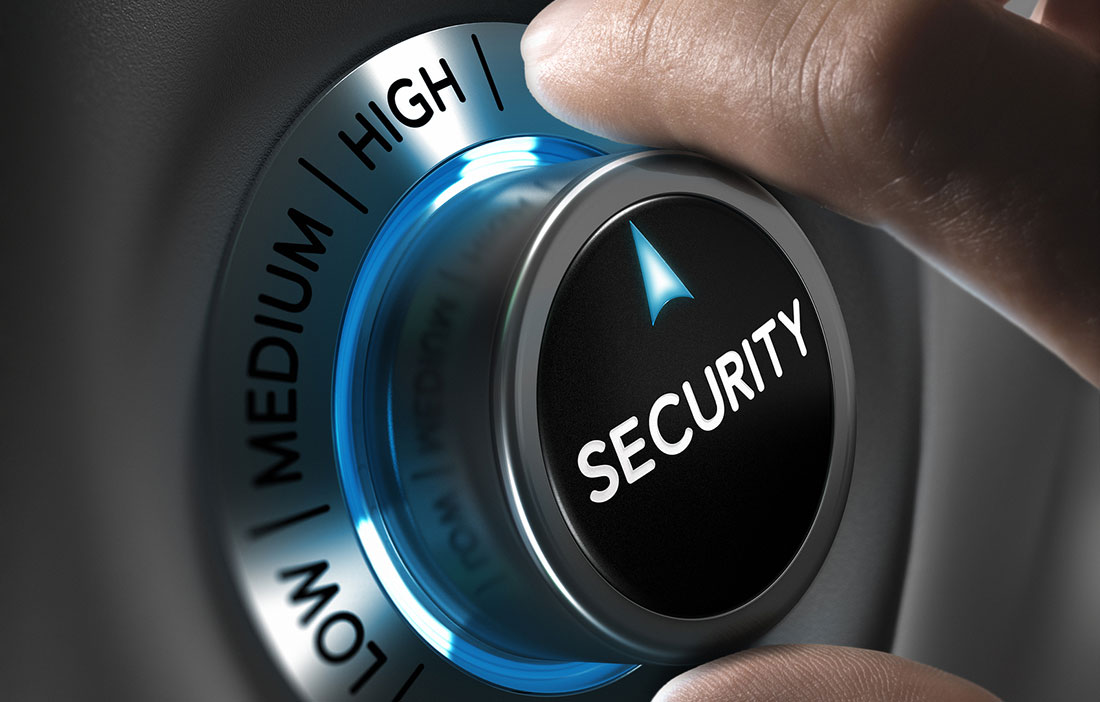 LOW | MEDIUM | HIGH |
SECURITY